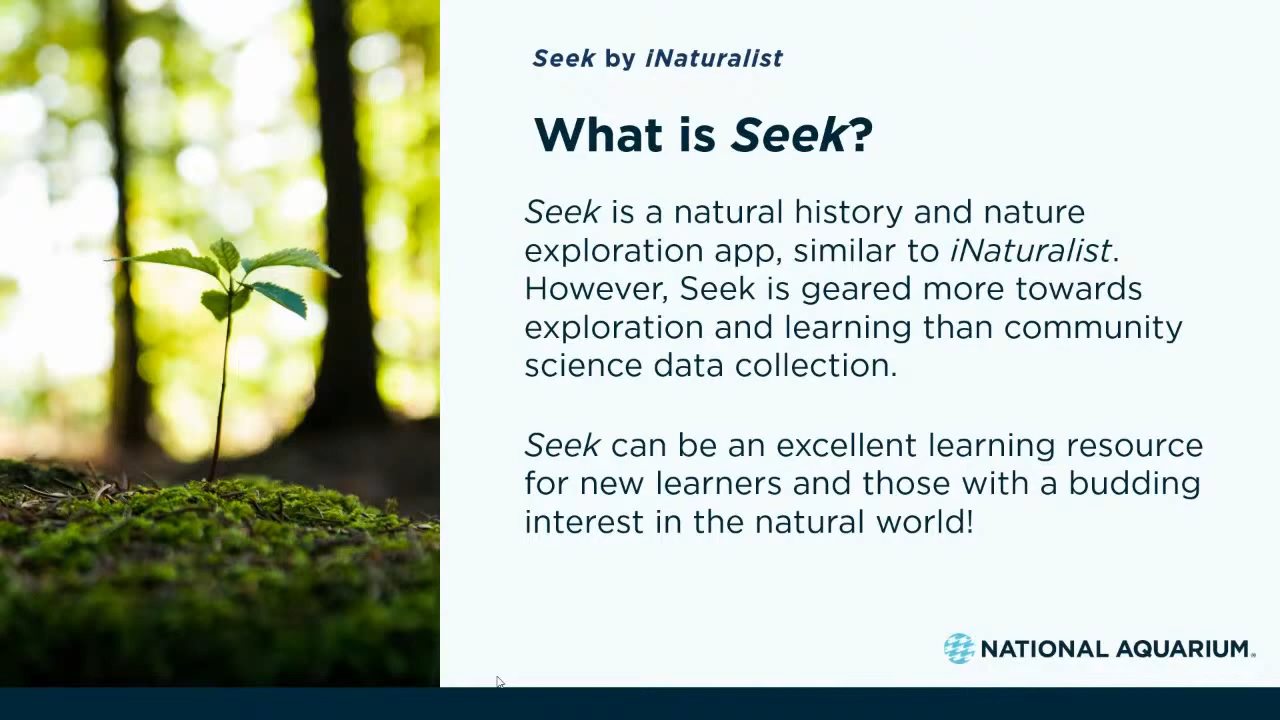 Seek by iNaturalist
What is Seek?
Seek is a natural history and nature
exploration app, similar to iNaturalist.
However, Seek is geared more towards
exploration and learning than community
science data collection.
Seek can be an excellent learning resource
for new learners and those with a budding
interest in the natural world!
NATIONAL AQUARIUM